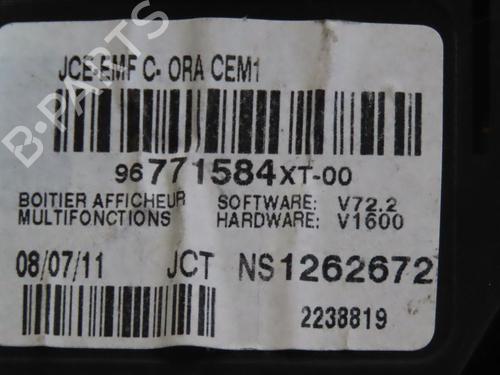 JCE-EMF C- ORA CEM1
96771584XT-00
BOITIER AFFICHEUR SOFTWARE: V72.2
MULTIFONCTIONS HARDWARE: V1600
08/07/11 JCT NS1262672
2238819
B-PARTS